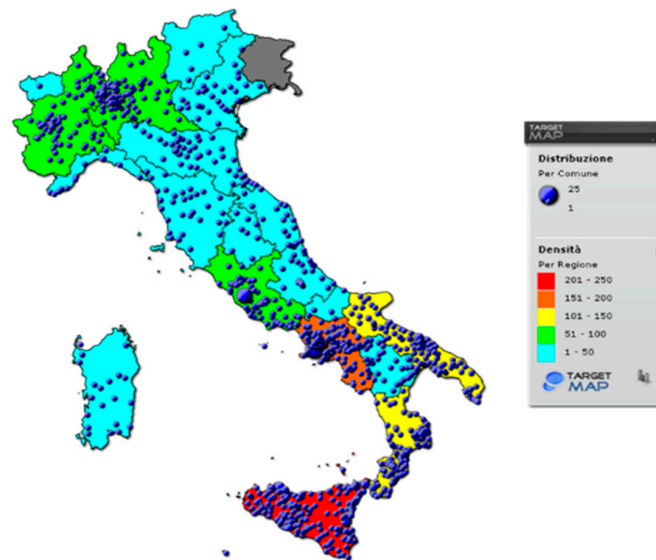 TARGET
MAP
Distribuzione
Per Comune
25
1
Densità
Per Regione
201 - 250
151 - 200
101 - 150
51 - 100
1 - 50
TARGET
MAP